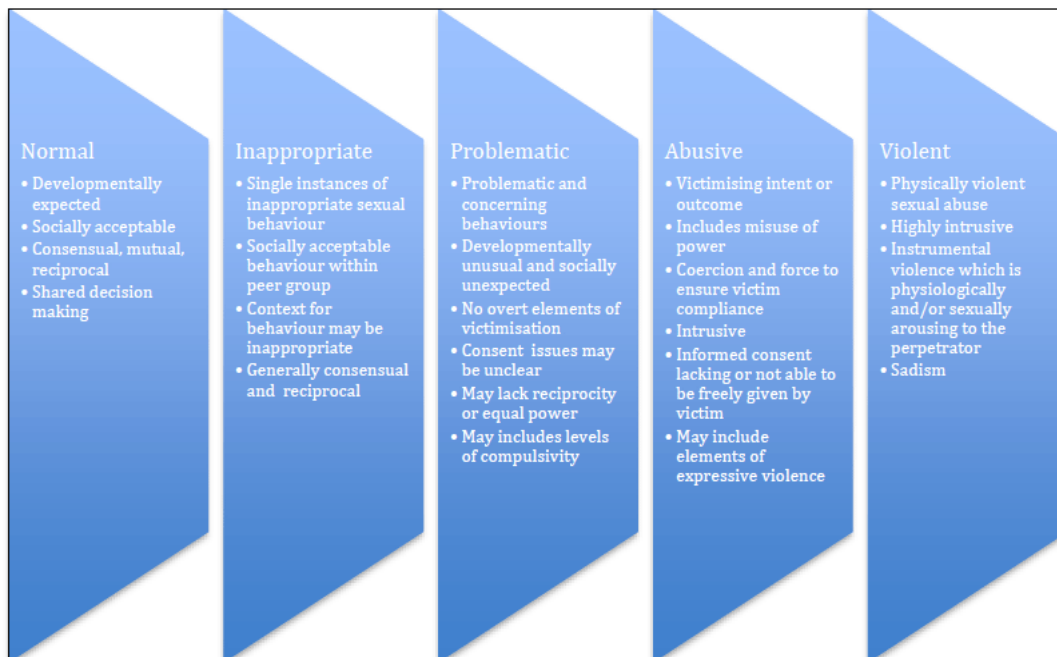 Normal
• Developmentally
expected
• Socially acceptable
• Consensual, mutual,
reciprocal
• Shared decision
making
Inappropriate
• Single instances of
inappropriate sexual
behaviour
• Socially acceptable
behaviour within
peer group
• Context for
behaviour may be
inappropriate
• Generally consensual
and reciprocal
Problematic
• Problematic and
concerning
behaviours
• Developmentally
unusual and socially
unexpected
• No overt elements of
victimisation
• Consent issues may
be unclear
• May lack reciprocity
or equal power
• May includes levels
of compulsivity
Abusive
• Victimising intent or
outcome
• Includes misuse of
power
• Coercion and force to
ensure victim
compliance
• Intrusive
• Informed consent
lacking or not able to
be freely given by
victim
• May include
elements of
expressive violence
Violent
• Physically violent
sexual abuse
• Highly intrusive
• Instrumental
violence which is
physiologically
and/or sexually
arousing to the
perpetrator
• Sadism